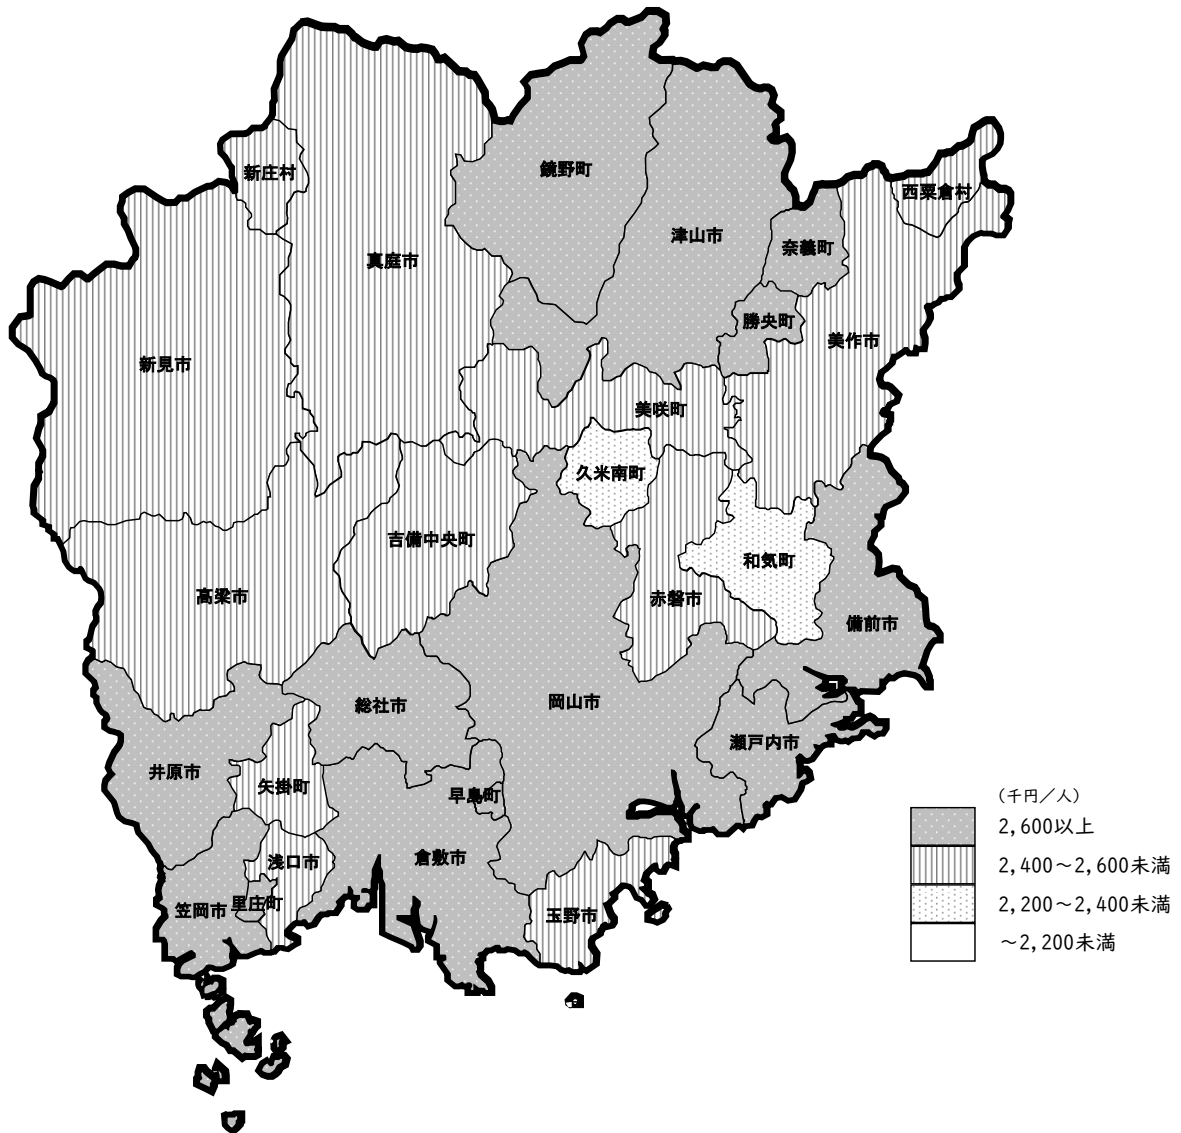 鏡野町
新庄村
西粟倉村
津山市
奈義町
真庭市
勝央町
美作市
新見市
美咲町
久米南町
吉備中央町
和気町
高梁市
赤磐市
備前市
岡山市
総社市
瀬戸内市
井原市
矢掛町
早島町
倉敷市
浅口市
笠岡市
里庄町
玉野市
(千円/人)
2,600以上
2,400~2,600未満
2,200~2,400未満
~2,200未満